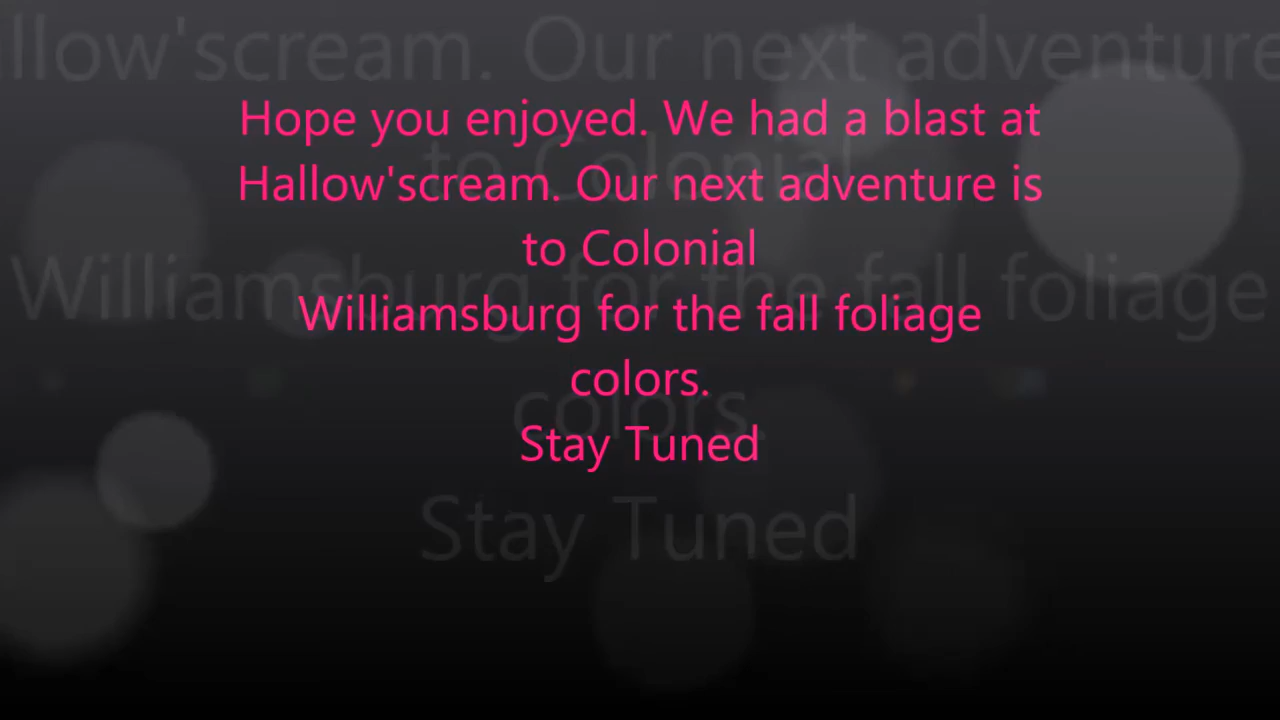 Hope you enjoyed. We had a blast at
Hallow'scream. Our next adventure is
to Colonial
Williamsburg for the fall foliage
colors.
Stay Tuned